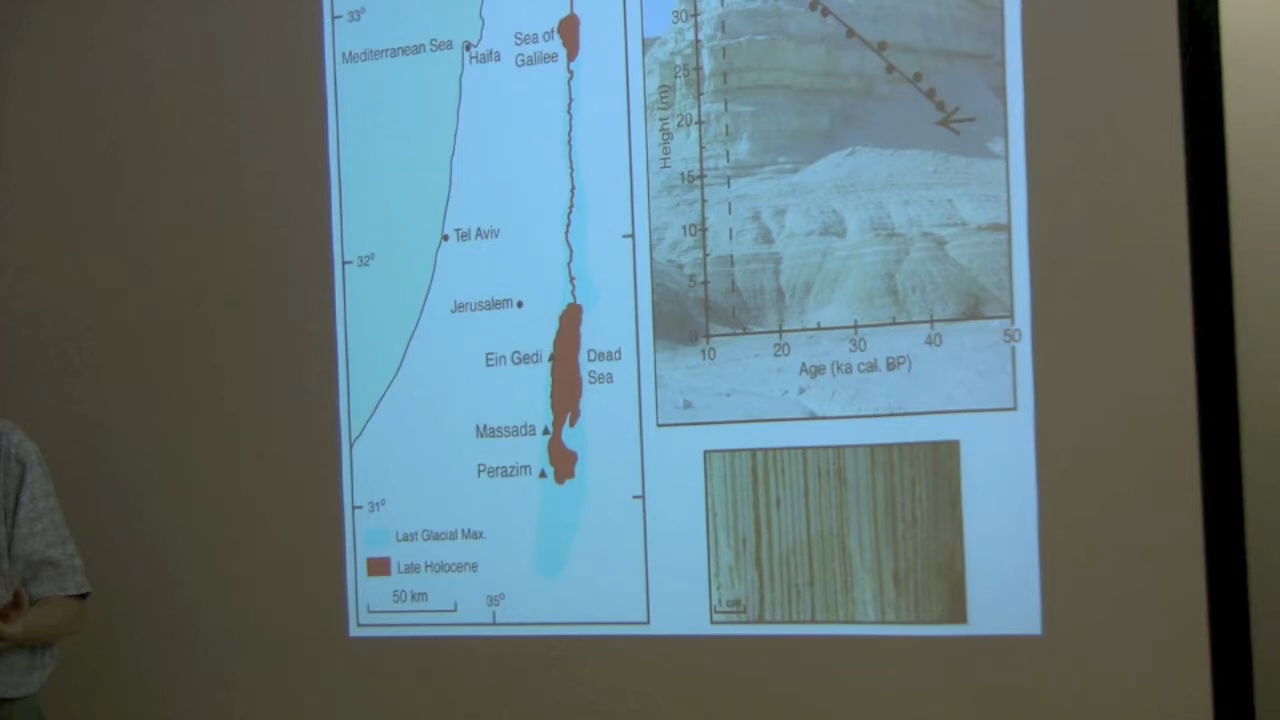 33°
Mediterranean Sea
Haifa
Sea of
Galilee
Tel Aviv
32°
Jerusalem
Ein Gedi
Dead
Sea
Massada
Perazim
31°
Last Glacial Max.
Late Holocene
50 km
35°
30
25
20
15
10
5
0
Height (m)
10 20 30 40 50
Age (ka cal. BP)
1 cm